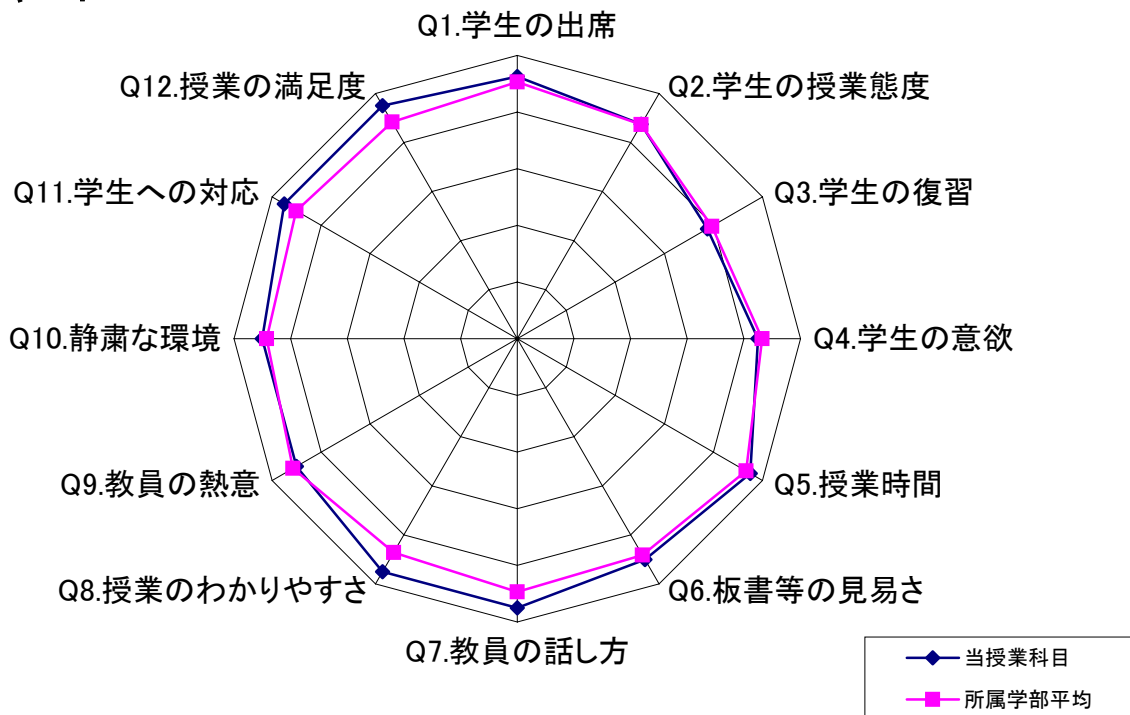 Q1.学生の出席
Q2.学生の授業態度
Q3.学生の復習
Q4.学生の意欲
Q5.授業時間
Q6.板書等の見易さ
Q7.教員の話し方
Q8.授業のわかりやすさ
Q9.教員の熱意
Q10.静粛な環境
Q11.学生への対応
Q12.授業の満足度
当授業科目
所属学部平均